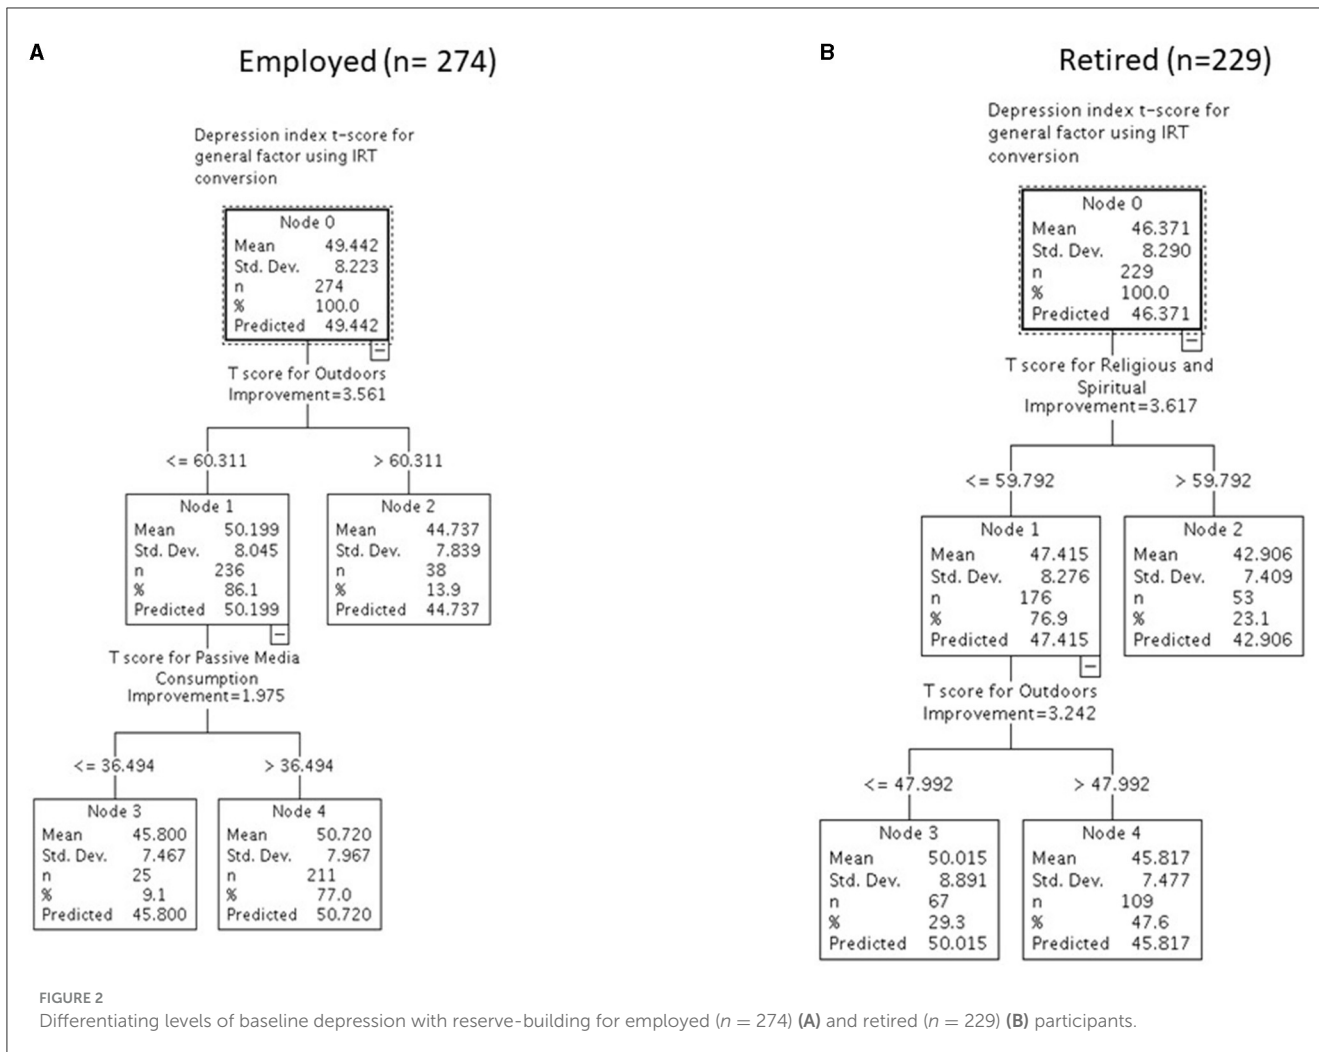 A
Employed (n= 274)
Depression index t-score for
general factor using IRT
conversion
Node 0
Mean 49.442
Std. Dev. 8.223
n 274
% 100.0
Predicted 49.442
T score for Outdoors
Improvement=3.561
<= 60.311
> 60.311
Node 1
Mean 50.199
Std. Dev. 8.045
n 236
% 86.1
Predicted 50.199
Node 2
Mean 44.737
Std. Dev. 7.839
n 38
% 13.9
Predicted 44.737
T score for Passive Media
Consumption
Improvement=1.975
<= 36.494
> 36.494
Node 3
Mean 45.800
Std. Dev. 7.467
n 25
% 9.1
Predicted 45.800
Node 4
Mean 50.720
Std. Dev. 7.967
n 211
% 77.0
Predicted 50.720
B
Retired (n=229)
Depression index t-score for
general factor using IRT
conversion
Node 0
Mean 46.371
Std. Dev. 8.290
n 229
% 100.0
Predicted 46.371
T score for Religious and
Spiritual
Improvement=3.617
<= 59.792
> 59.792
Node 1
Mean 47.415
Std. Dev. 8.276
n 176
% 76.9
Predicted 47.415
Node 2
Mean 42.906
Std. Dev. 7.409
n 53
% 23.1
Predicted 42.906
T score for Outdoors
Improvement=3.242
<= 47.992
> 47.992
Node 3
Mean 50.015
Std. Dev. 8.891
n 67
% 29.3
Predicted 50.015
Node 4
Mean 45.817
Std. Dev. 7.477
n 109
% 47.6
Predicted 45.817
FIGURE 2
Differentiating levels of baseline depression with reserve-building for employed (n = 274) (A) and retired (n = 229) (B) participants.